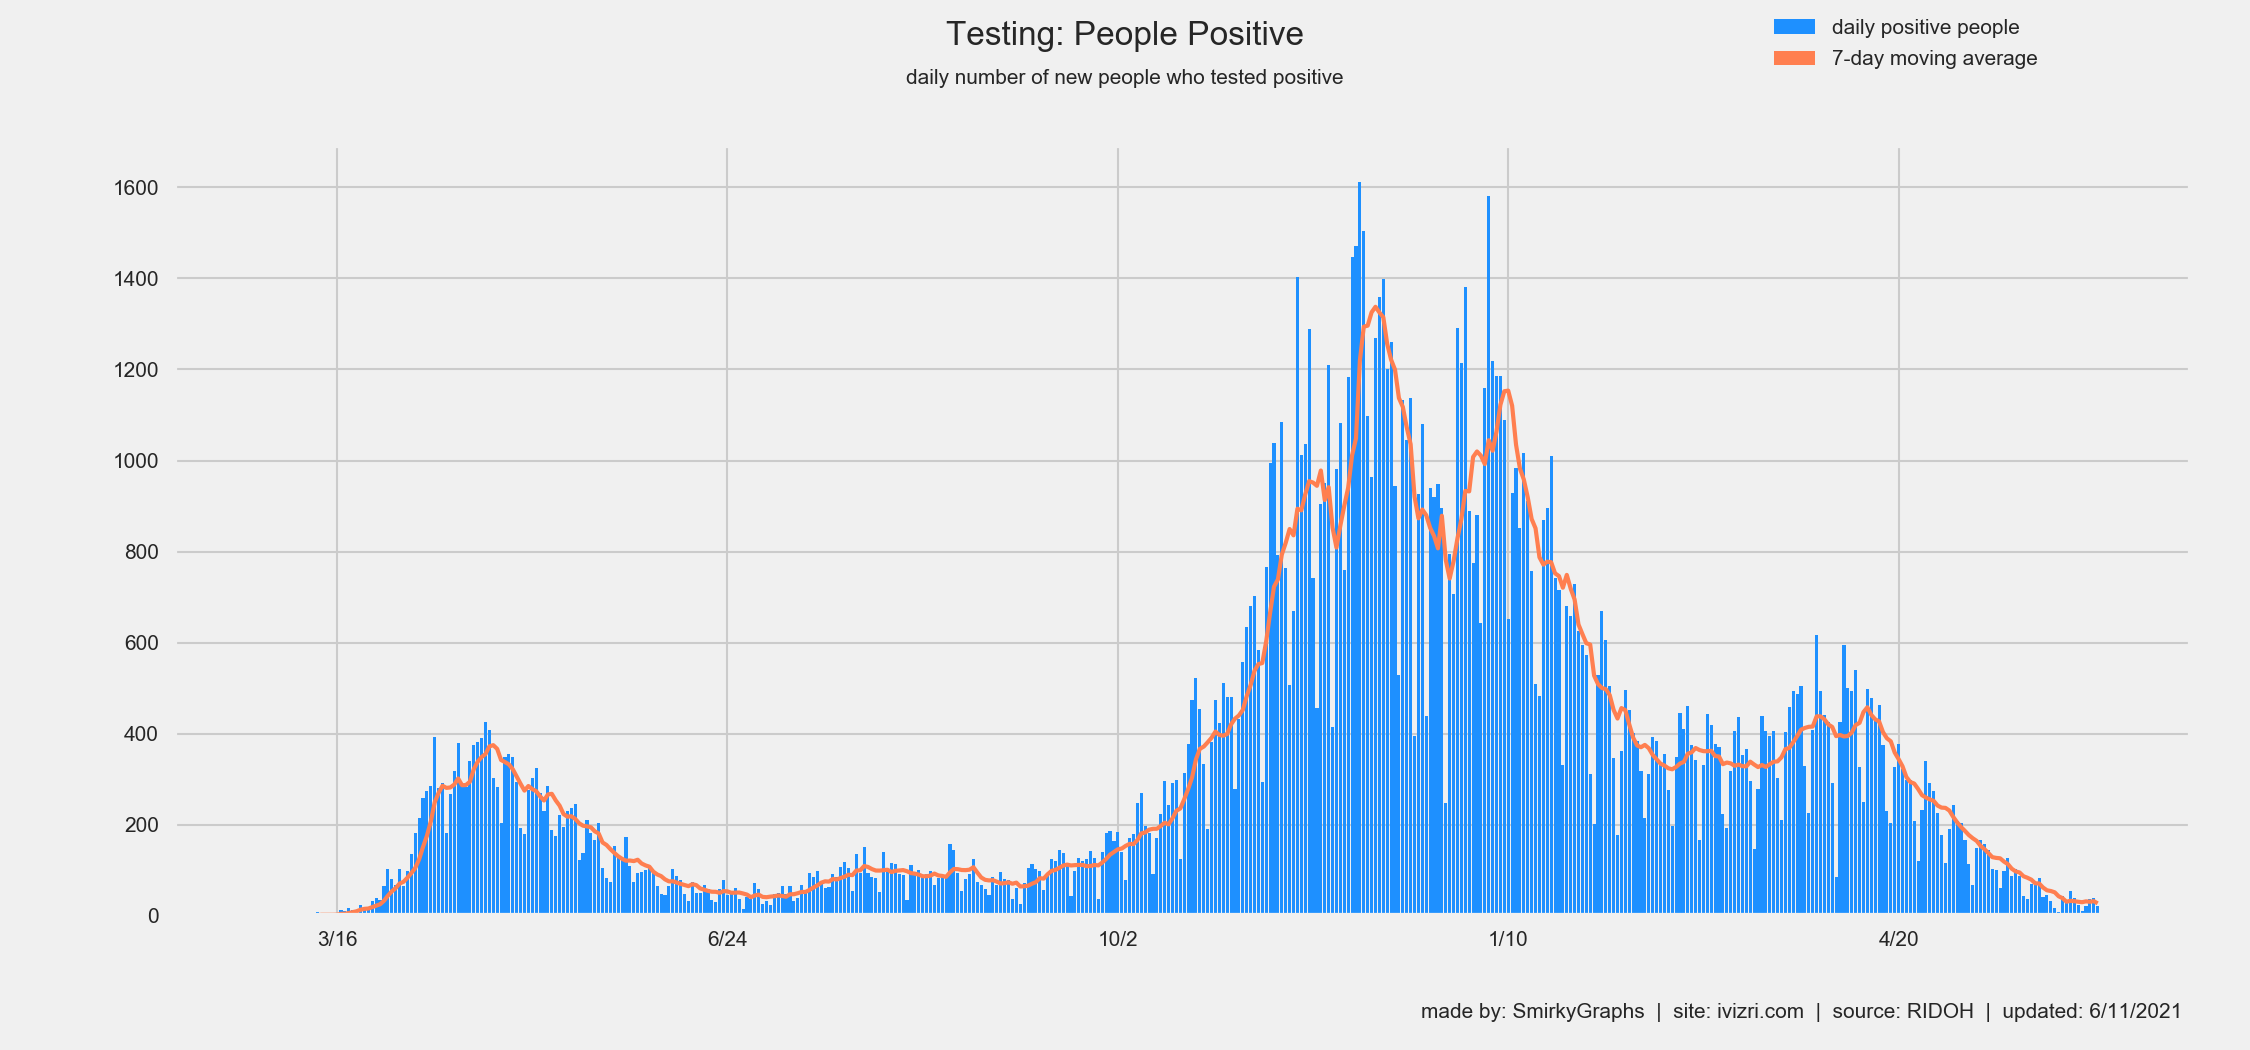 Testing: People Positive
daily number of new people who tested positive
daily positive people
7-day moving average
1600
1400
1200
1000
800
600
400
200
0
3/16 6/24 10/2 1/10 4/20
made by: SmirkyGraphs | site: ivizri.com | source: RIDOH | updated: 6/11/2021